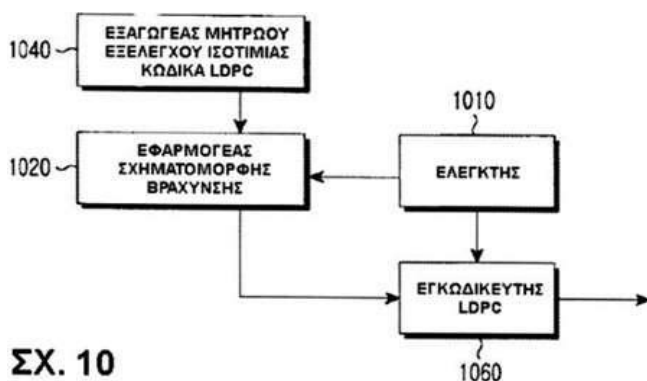 1040
ΕΞΑΓΩΓΕΑΣ ΜΗΤΡΩΟΥ
ΕΞΕΛΕΓΧΟΥ ΙΣΟΤΙΜΙΑΣ
ΚΩΔΙΚΑ LDPC
1010
1020
ΕΦΑΡΜΟΓΕΑΣ
ΣΧΗΜΑΤΟΜΟΡΦΗΣ
ΒΡΑΧΥΝΣΗΣ
ΕΛΕΓΚΤΗΣ
ΕΓΚΩΔΙΚΕΥΤΗΣ
LDPC
ΣΧ. 10
1060